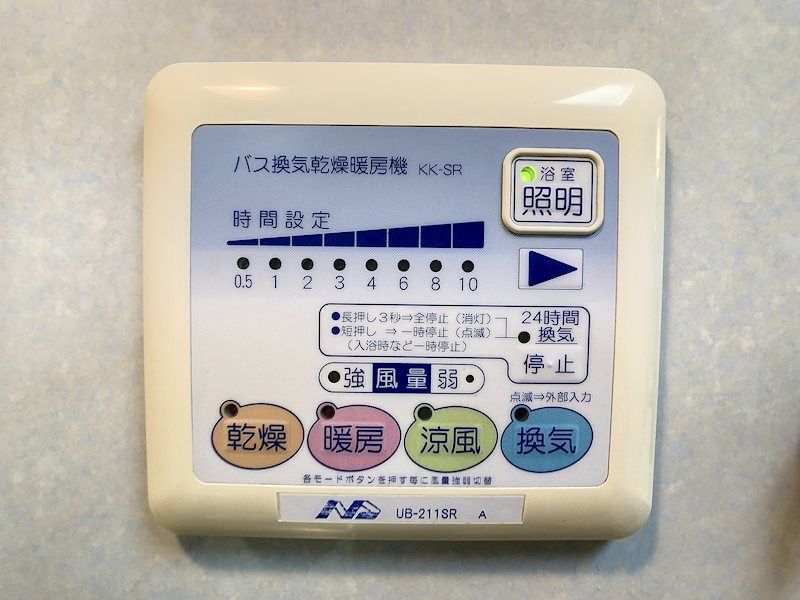 バス換気乾燥暖房機 KK-SR
浴室
照明
時間設定
0.5 1 2 3 4 6 8 10
●長押し3秒⇒全停止(消灯)
●短押し ⇒一時停止(点滅)
(入浴時など一時停止)
24時間
換気
停止
強 風量 弱
点滅⇒外部入力
乾燥 暖房 涼風 換気
各モードボタンを押す毎に風量強弱切替
UB-211SR A